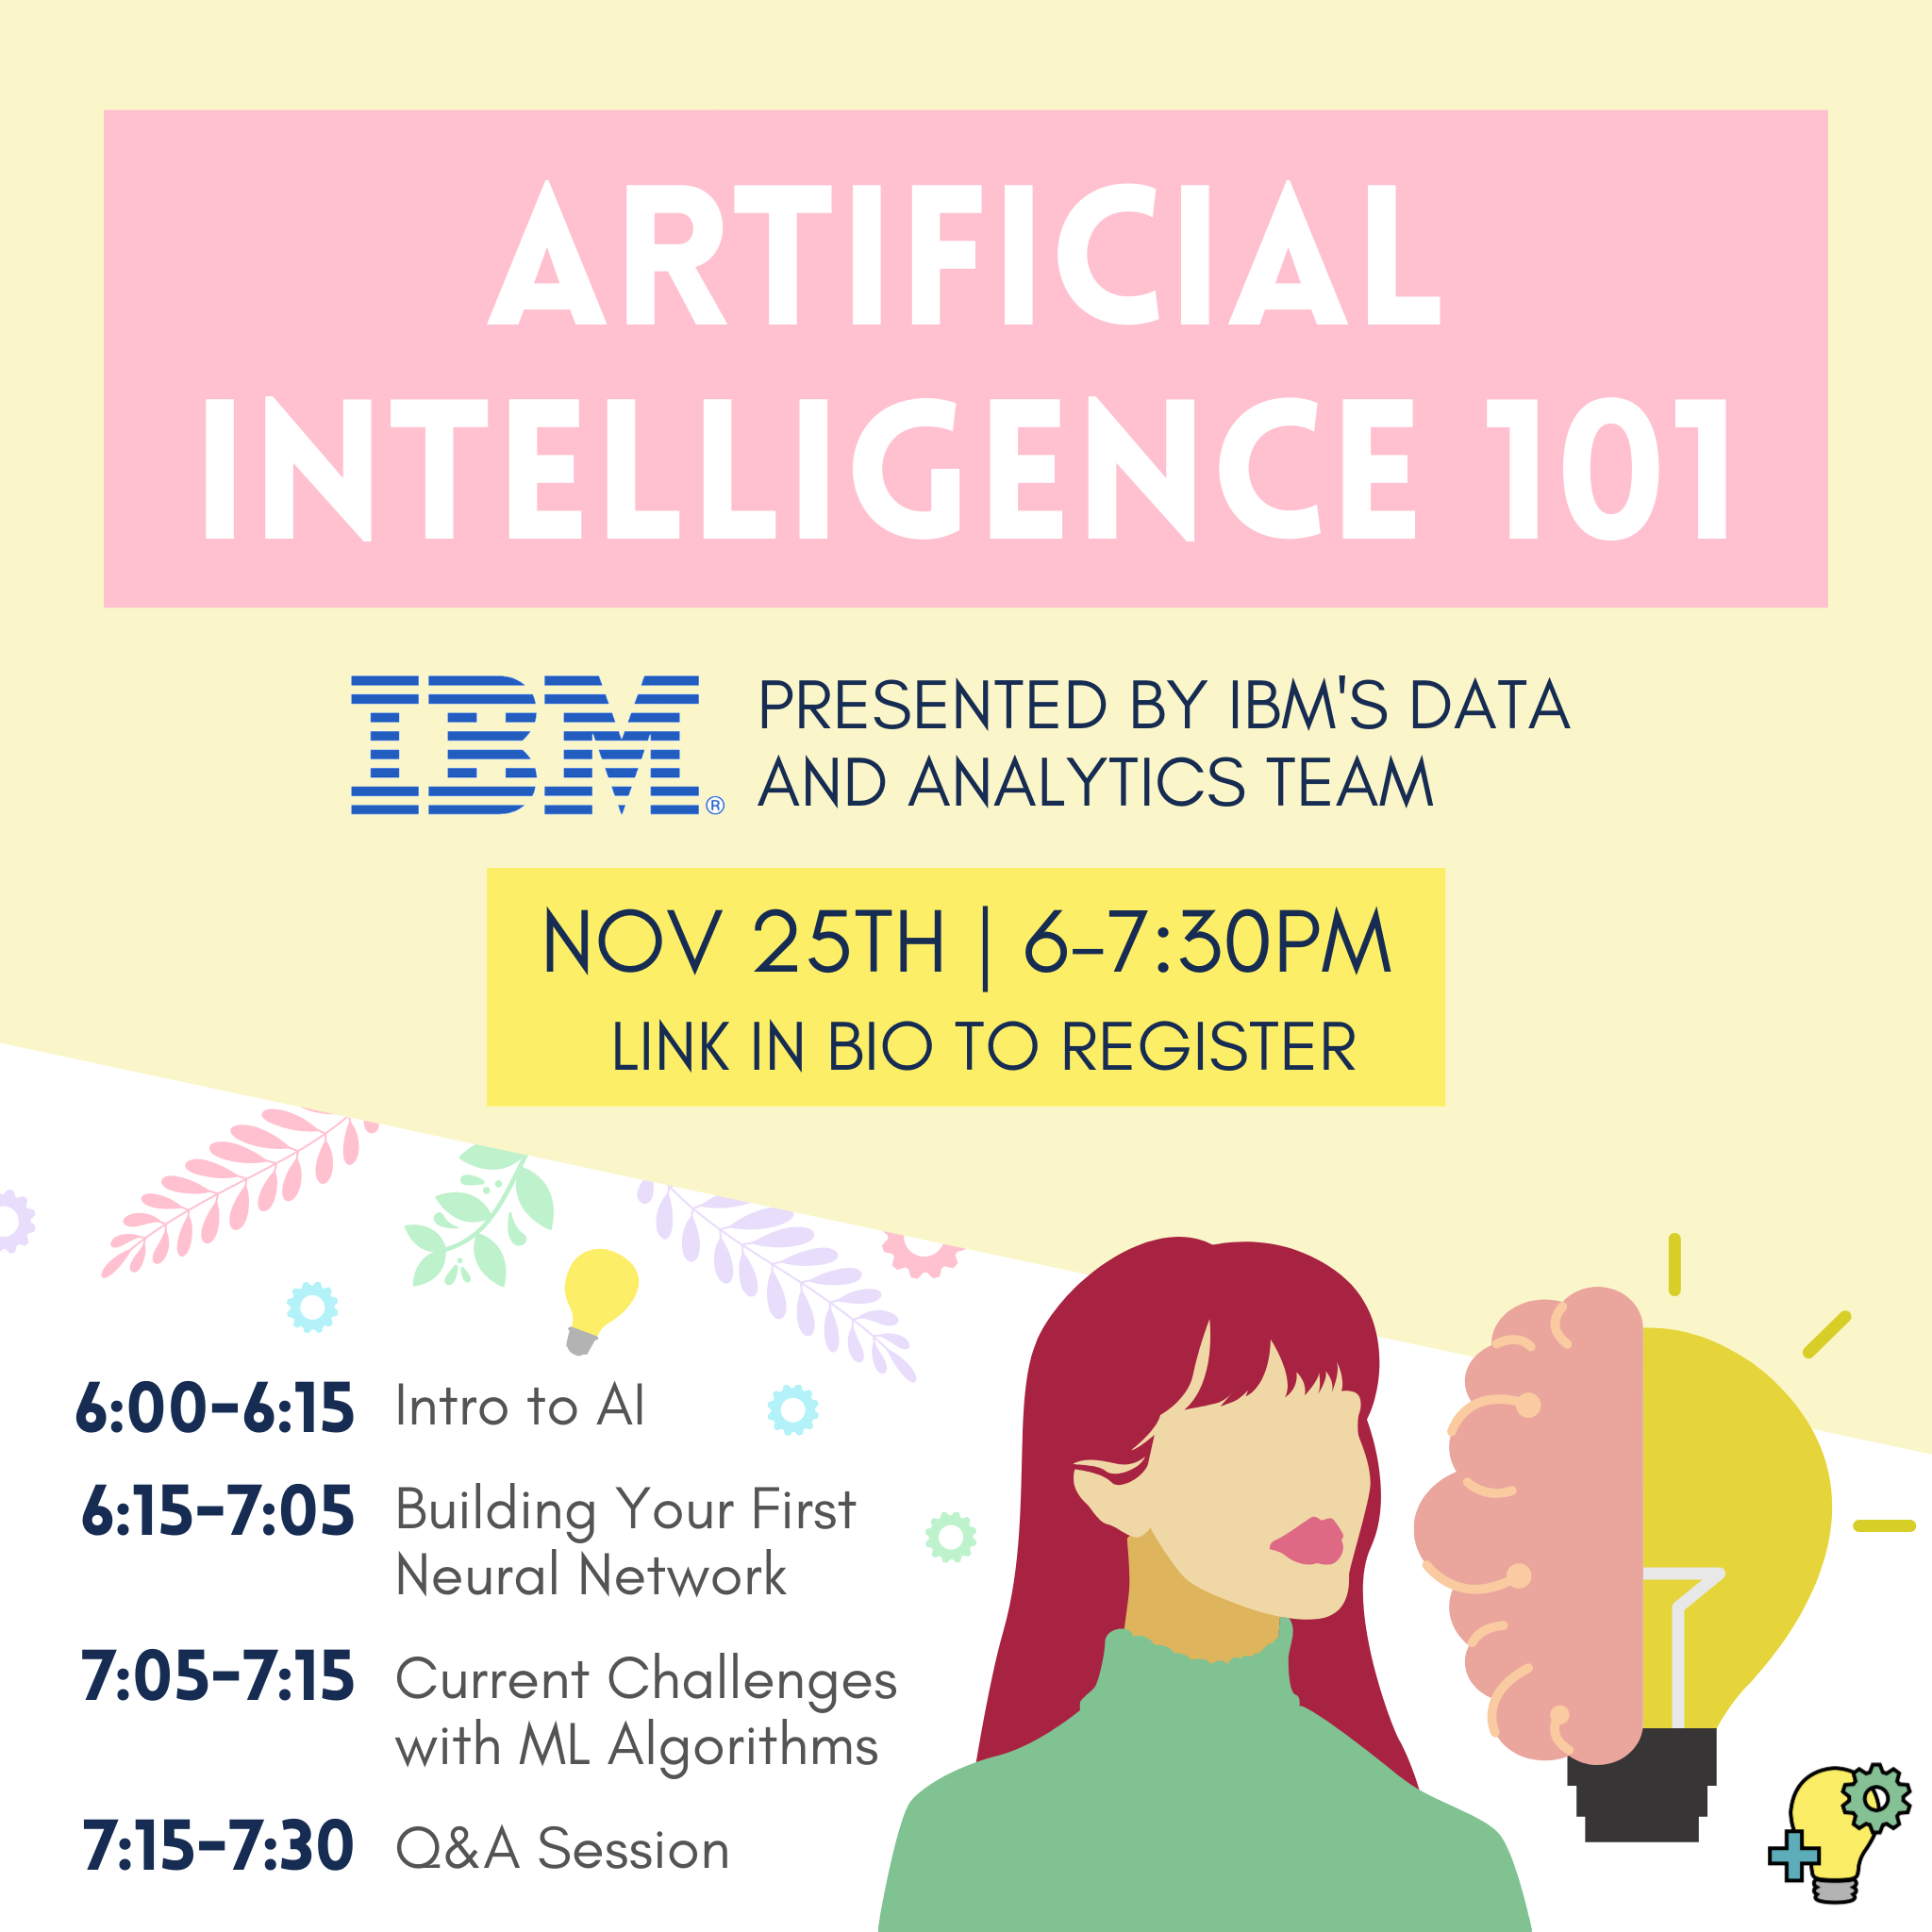 ARTIFICIAL
INTELLIGENCE 101
IBM®
PRESENTED BY IBM'S DATA
AND ANALYTICS TEAM
NOV 25TH | 6-7:30PM
LINK IN BIO TO REGISTER
6:00-6:15 Intro to AI
6:15-7:05 Building Your First
Neural Network
7:05-7:15 Current Challenges
with ML Algorithms
7:15-7:30 Q&A Session